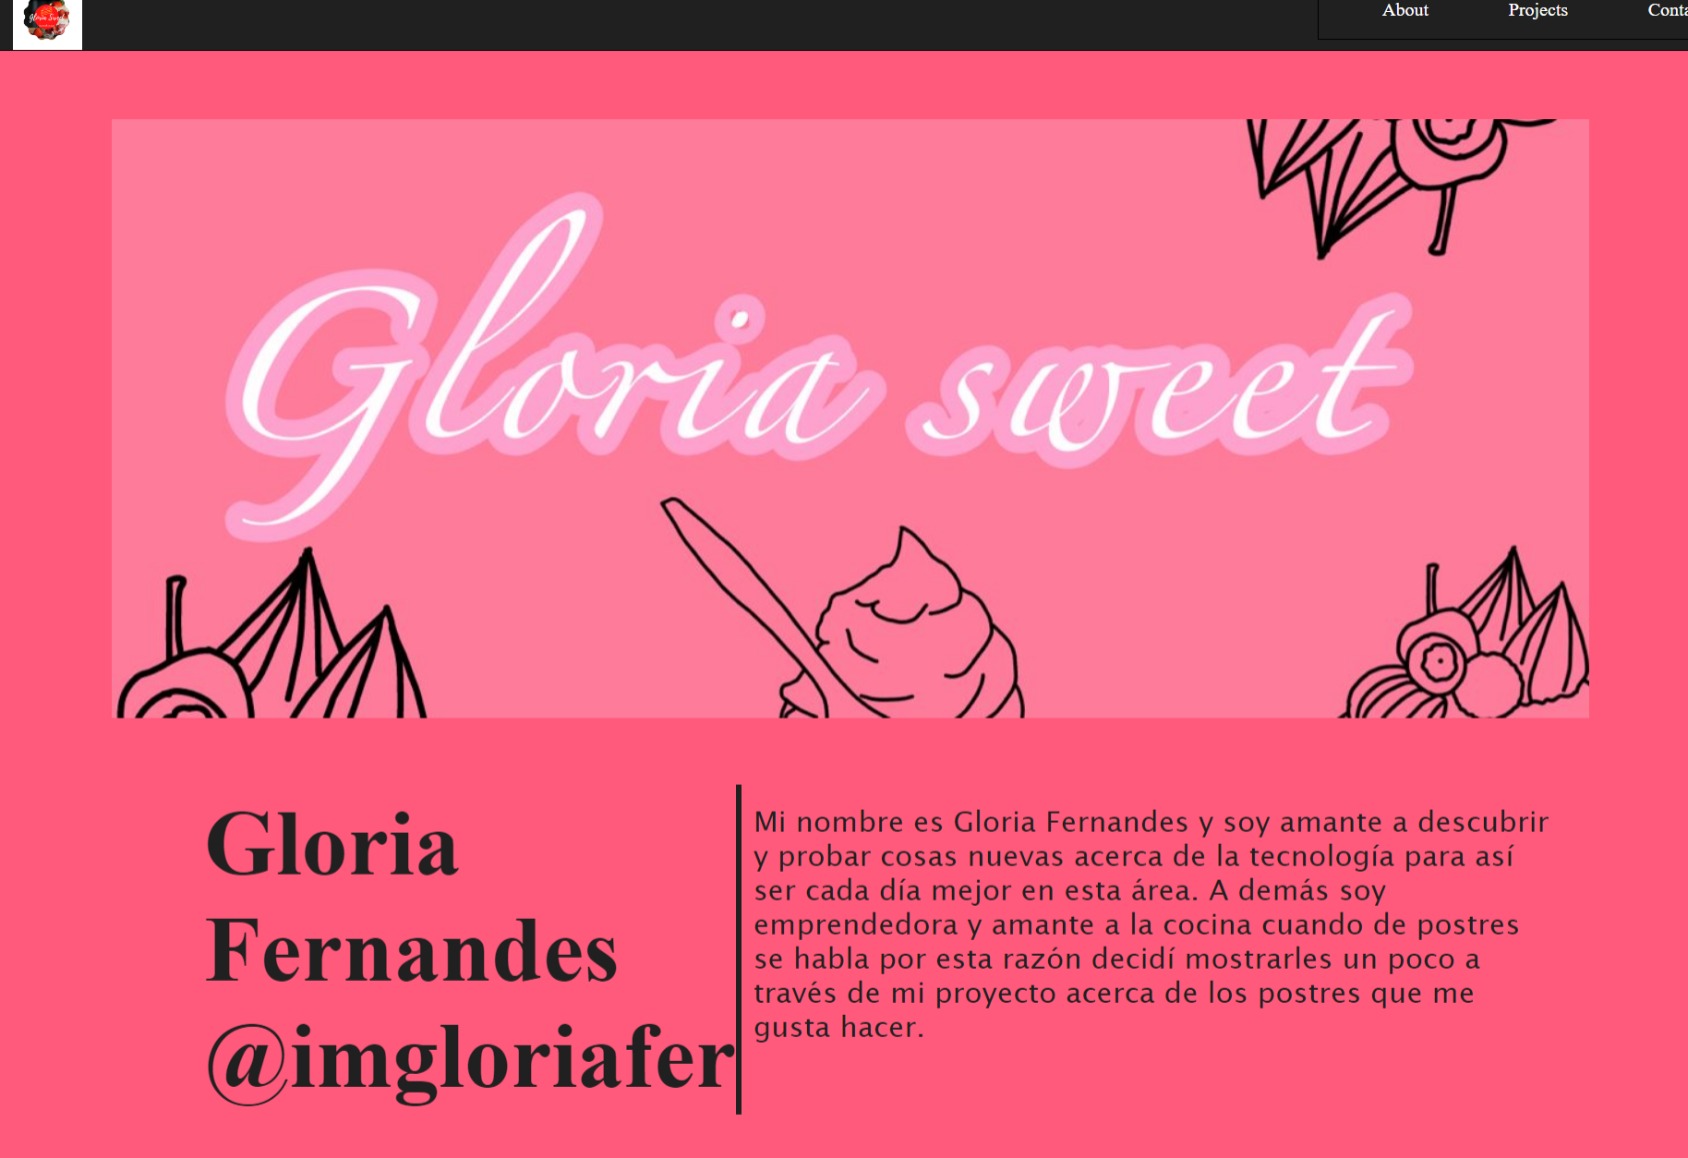 Gloria Sweet
About
Projects
Gloria sweet
Gloria
Fernandes
@imgloriafer
Mi nombre es Gloria Fernandes y soy amante a descubrir
y probar cosas nuevas acerca de la tecnología para así
ser cada día mejor en esta área. A demás soy
emprendedora y amante a la cocina cuando de postres
se habla por esta razón decidí mostrarles un poco a
través de mi proyecto acerca de los postres que me
gusta hacer.